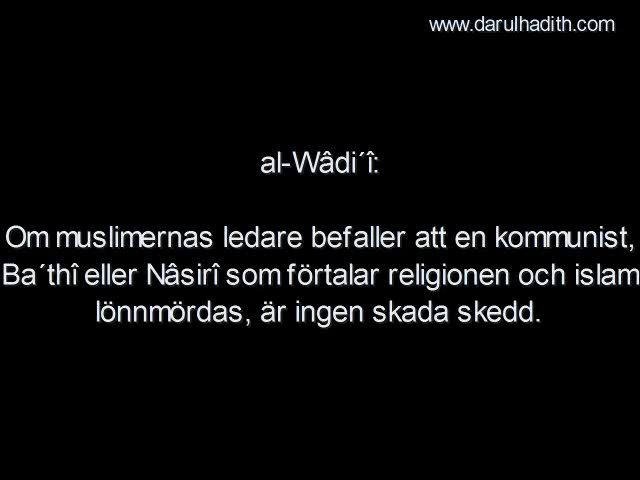 www.darulhadith.com
al-Wâdi´î:
Om muslimernas ledare befaller att en kommunist,
Ba´thî eller Nâsirî som förtalar religionen och islam
lönnmördas, är ingen skada skedd.